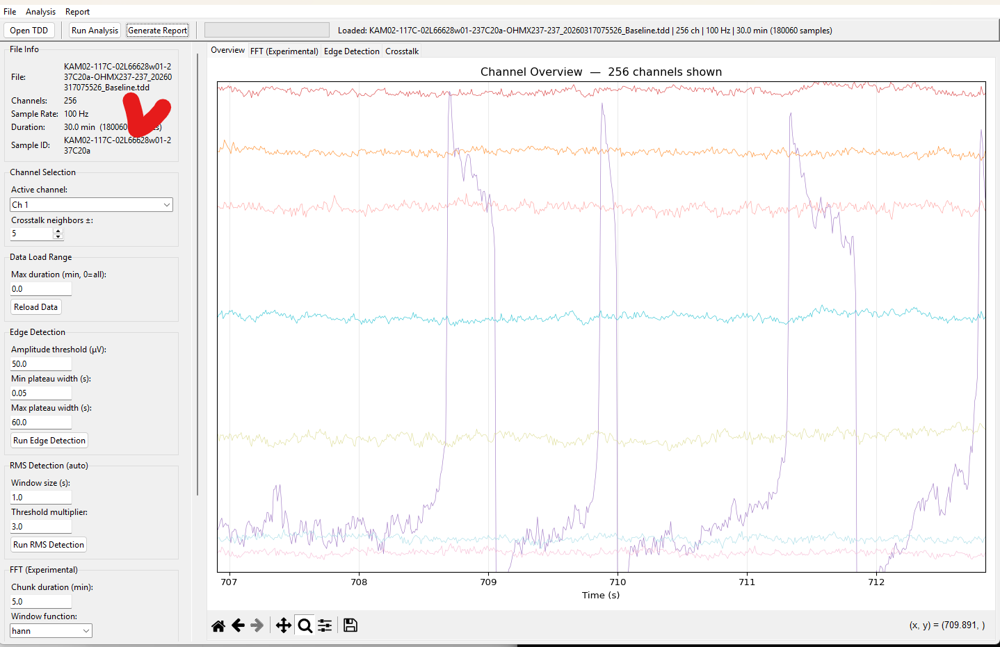 File Analysis Report
Open TDD Run Analysis Generate Report Loaded: KAM02-117C-02L66628w01-237C20a-OHMX237-237_20260317075526_Baseline.tdd | 256 ch | 100 Hz | 30.0 min (180060 samples)
File Info
File: KAM02-117C-02L66628w01-2
37C20a-OHMX237-237_20260
317075526_Baseline.tdd
Channels: 256
Sample Rate: 100 Hz
Duration: 30.0 min (180060
Sample ID: KAM02-117C-02L66628w01-2
37C20a
Channel Selection
Active channel:
Ch 1
Crosstalk neighbors ±:
5
Data Load Range
Max duration (min, 0=all):
0.0
Reload Data
Edge Detection
Amplitude threshold (µV):
50.0
Min plateau width (s):
0.05
Max plateau width (s):
60.0
Run Edge Detection
RMS Detection (auto)
Window size (s):
1.0
Threshold multiplier:
3.0
Run RMS Detection
FFT (Experimental)
Chunk duration (min):
5.0
Window function:
hann
Overview FFT (Experimental) Edge Detection Crosstalk
Channel Overview — 256 channels shown
707 708 709 710 711 712
Time (s)
(x, y) = (709.891, )